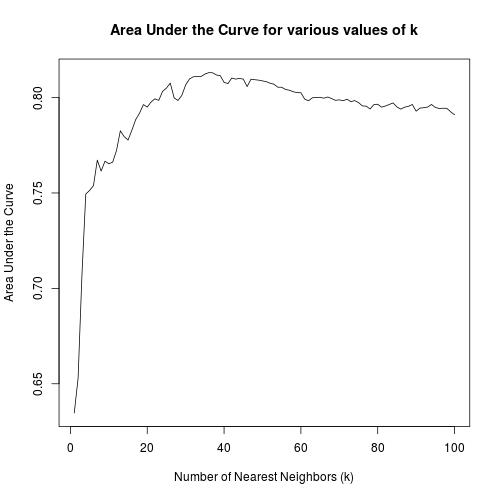 Area Under the Curve for various values of k
Area Under the Curve
0.80
0.75
0.70
0.65
0 20 40 60 80 100
Number of Nearest Neighbors (k)